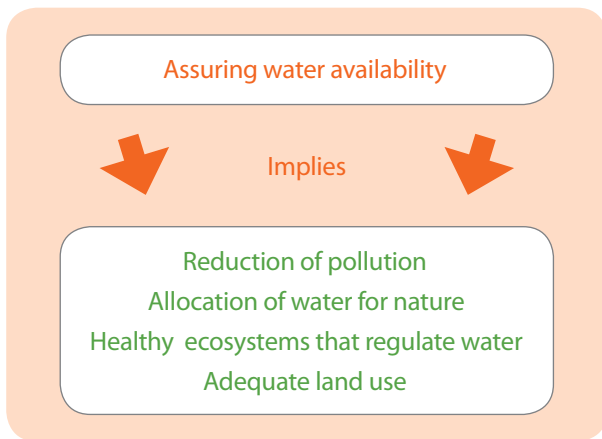 Assuring water availability
Implies
Reduction of pollution
Allocation of water for nature
Healthy ecosystems that regulate water
Adequate land use